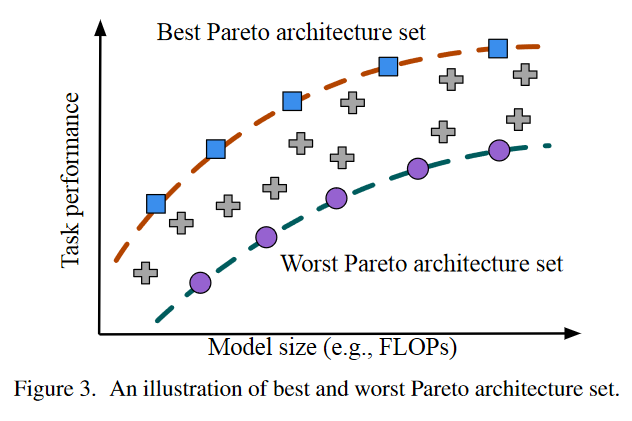 Best Pareto architecture set
Task performance
Worst Pareto architecture set
Model size (e.g., FLOPs)
Figure 3. An illustration of best and worst Pareto architecture set.